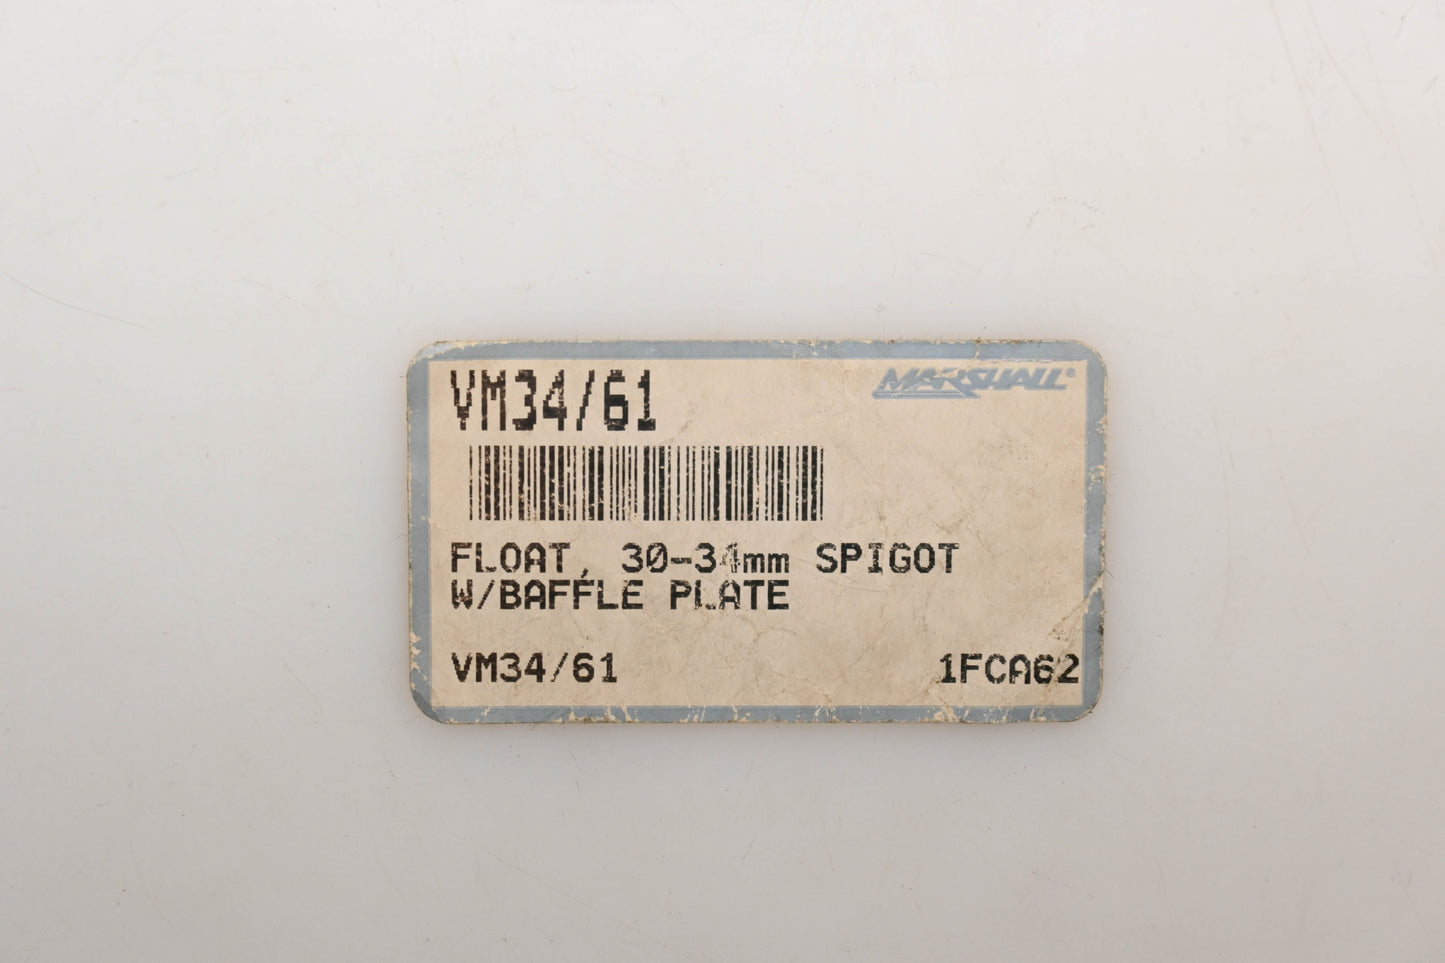 VM34/61
MARSHALL®
FLOAT, 30-34mm SPIGOT
W/BAFFLE PLATE
VM34/61 1FCA62